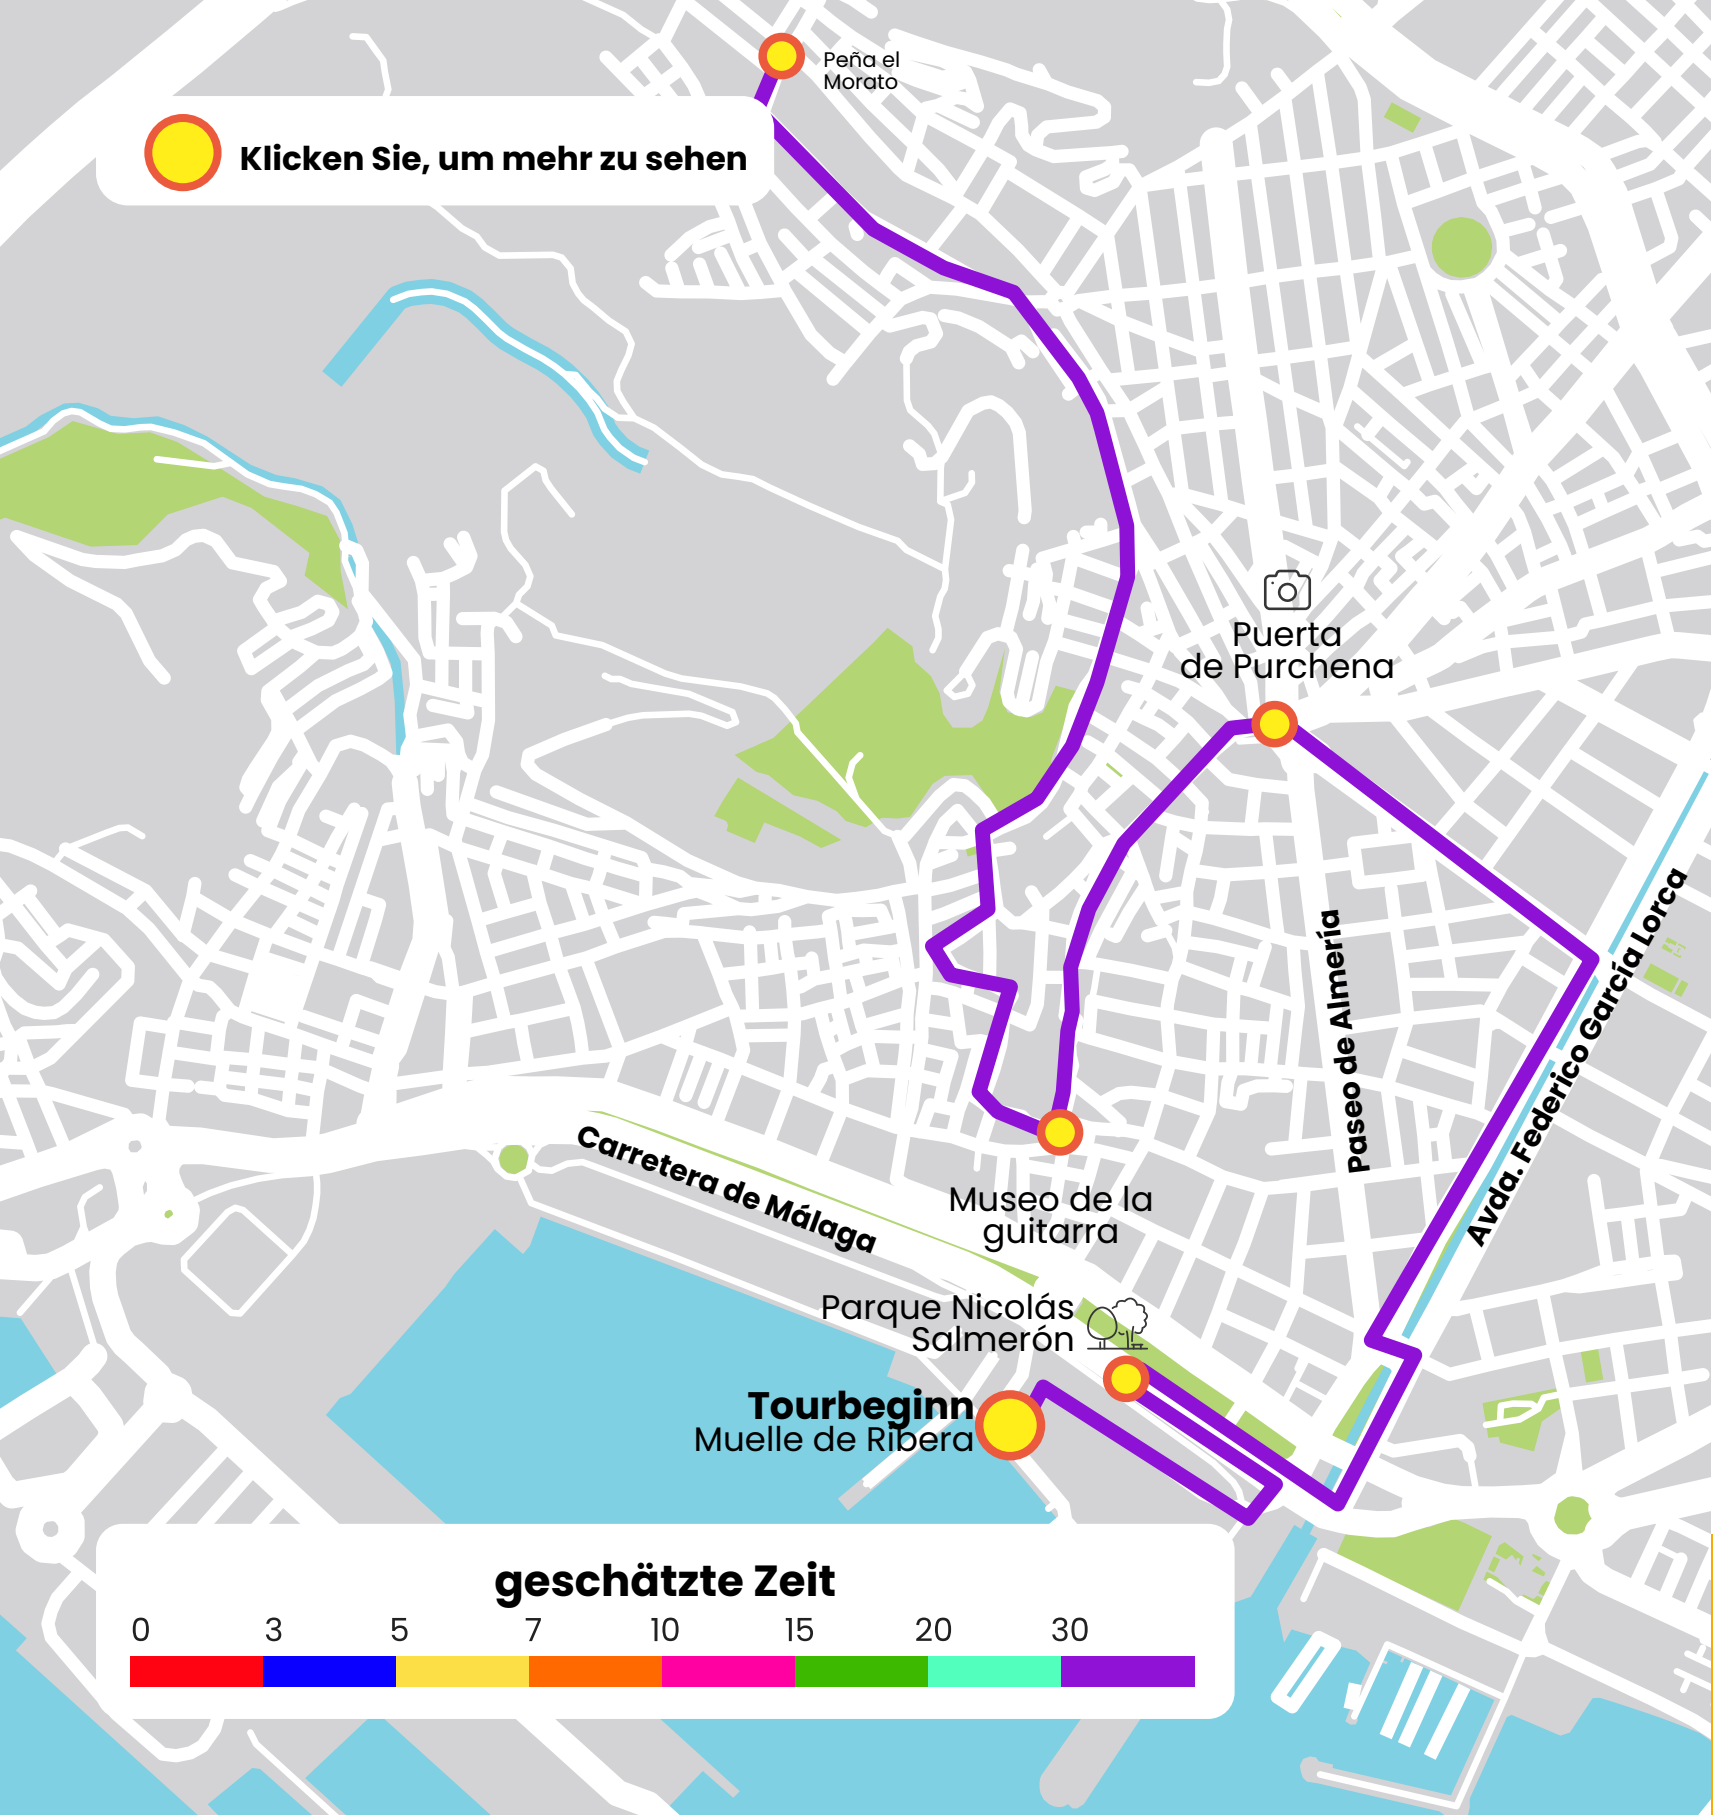 Peña el
Morato
Klicken Sie, um mehr zu sehen
Puerta
de Purchena
Paseo de Almería
Avda. Federico García Lorca
Carretera de Málaga
Museo de la
guitarra
Parque Nicolás
Salmerón
Tourbeginn
Muelle de Ribera
geschätzte Zeit
0 3 5 7 10 15 20 30